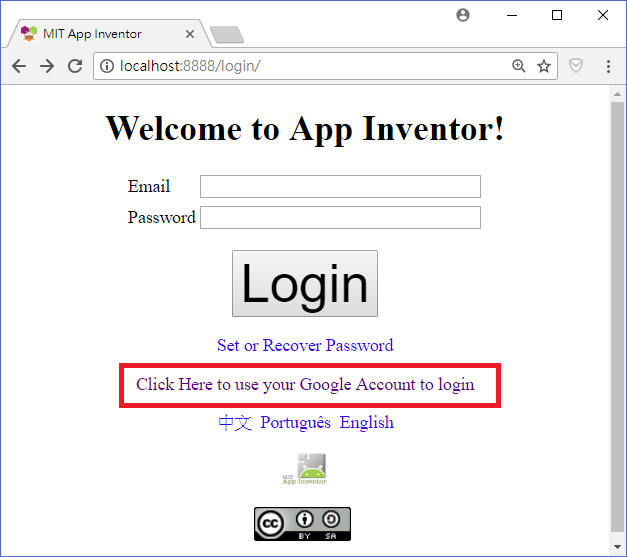 MIT App Inventor
localhost:8888/login/
Welcome to App Inventor!
Email
Password
Login
Set or Recover Password
Click Here to use your Google Account to login
中文 Português English
MIT
App Inventor
CC BY SA